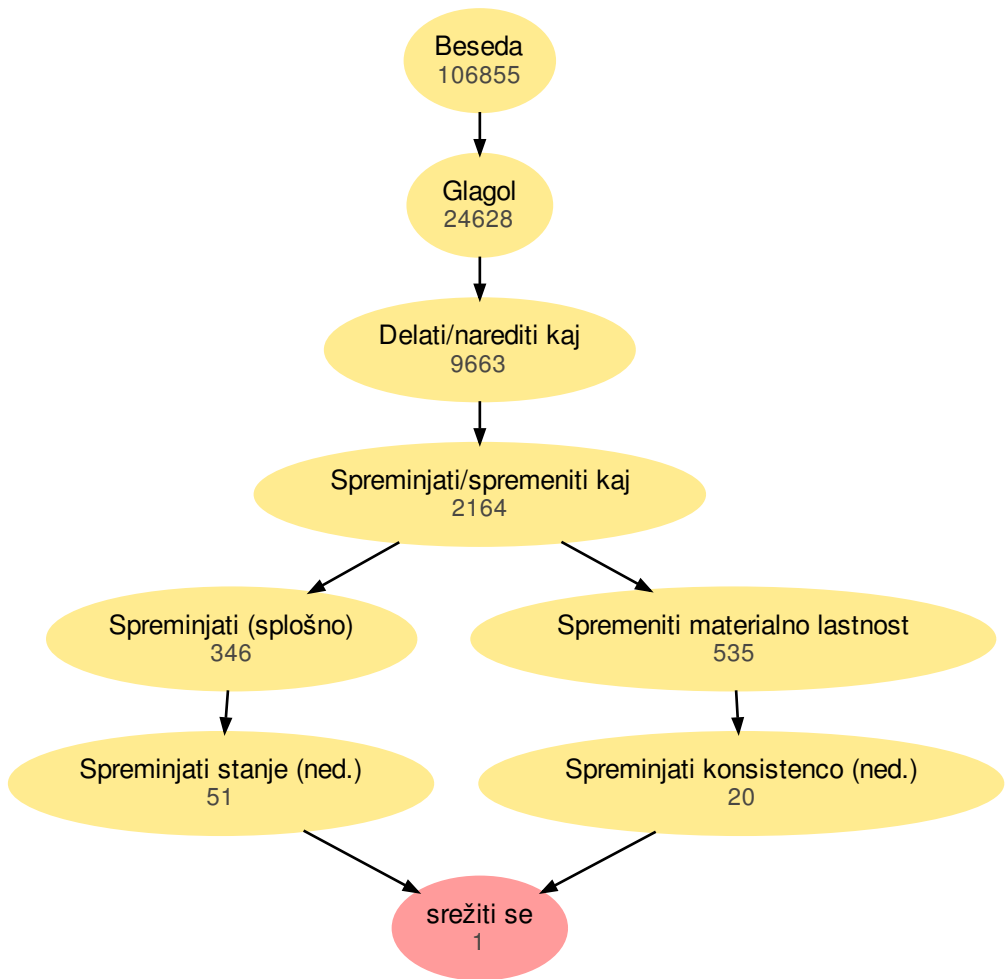 Beseda
106855
Glagol
24628
Delati/narediti kaj
9663
Spreminjati/spremeniti kaj
2164
Spreminjati (splošno)
346
Spremeniti materialno lastnost
535
Spreminjati stanje (ned.)
51
Spreminjati konsistenco (ned.)
20
srežiti se
1